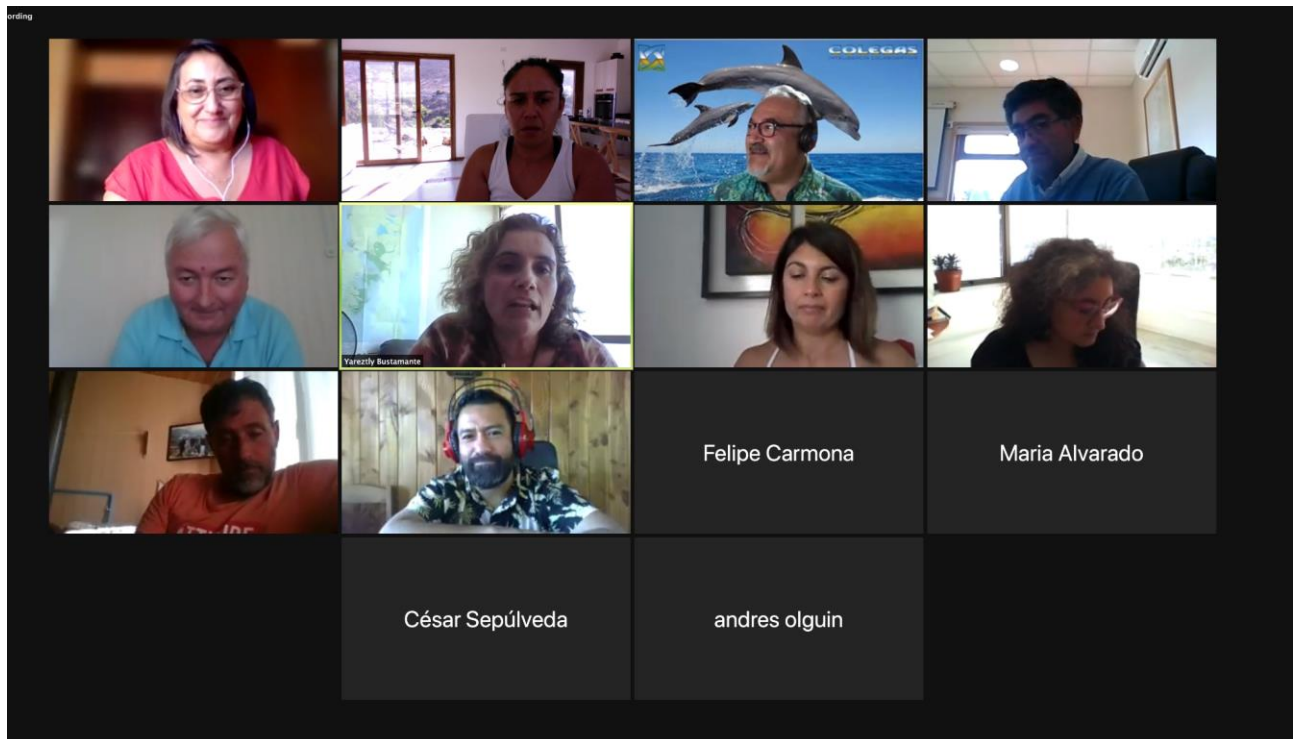 ording
COLEGAS
Yareztly Bustamante
Felipe Carmona
Maria Alvarado
César Sepúlveda
andres olguin